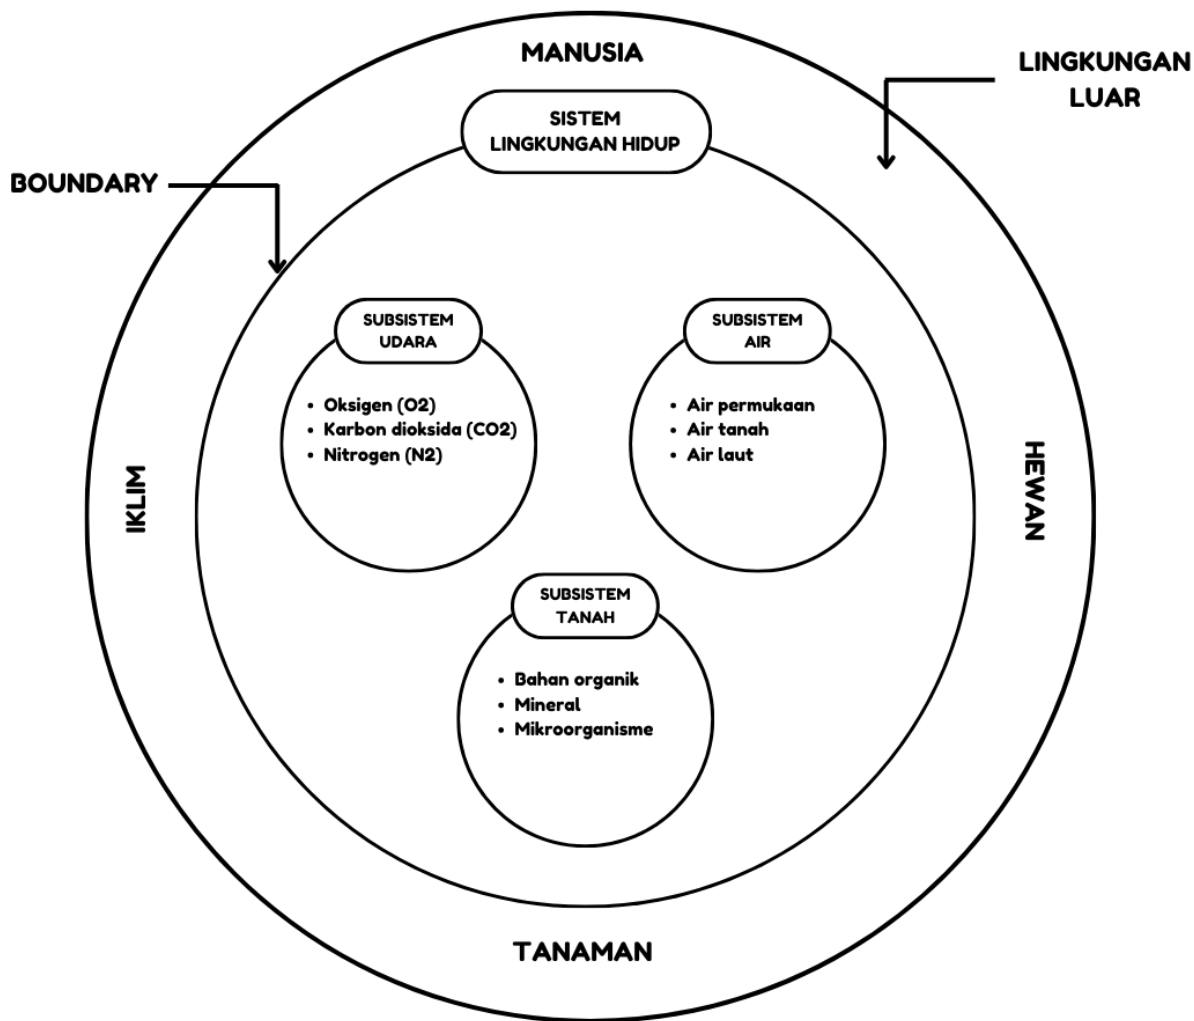 MANUSIA
LINGKUNGAN
LUAR
SISTEM
LINGKUNGAN HIDUP
BOUNDARY
SUBSISTEM
UDARA
• Oksigen (O2)
• Karbon dioksida (CO2)
• Nitrogen (N2)
SUBSISTEM
AIR
• Air permukaan
• Air tanah
• Air laut
IKLIM
HEWAN
SUBSISTEM
TANAH
• Bahan organik
• Mineral
• Mikroorganisme
TANAMAN